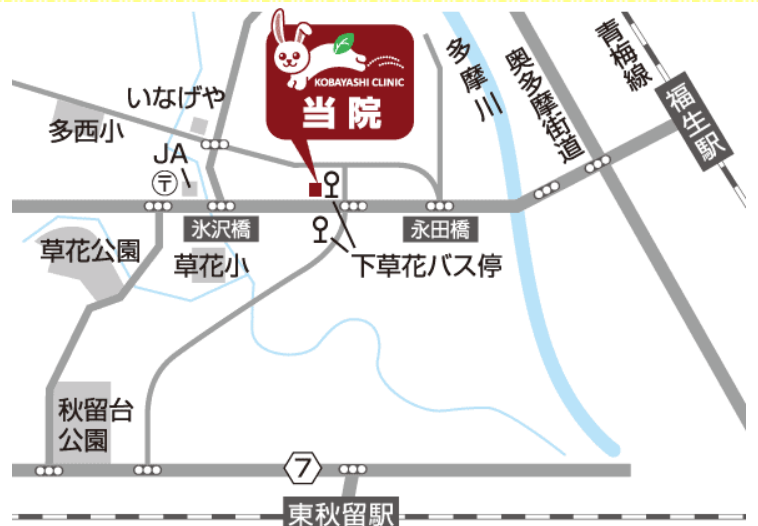 KOBAYASHI CLINIC
当院
多摩川
奥多摩街道
青梅線
福生駅
いなげや
多西小
JA
〒
氷沢橋
永田橋
草花公園
草花小
下草花バス停
秋留台
公園
7
東秋留駅